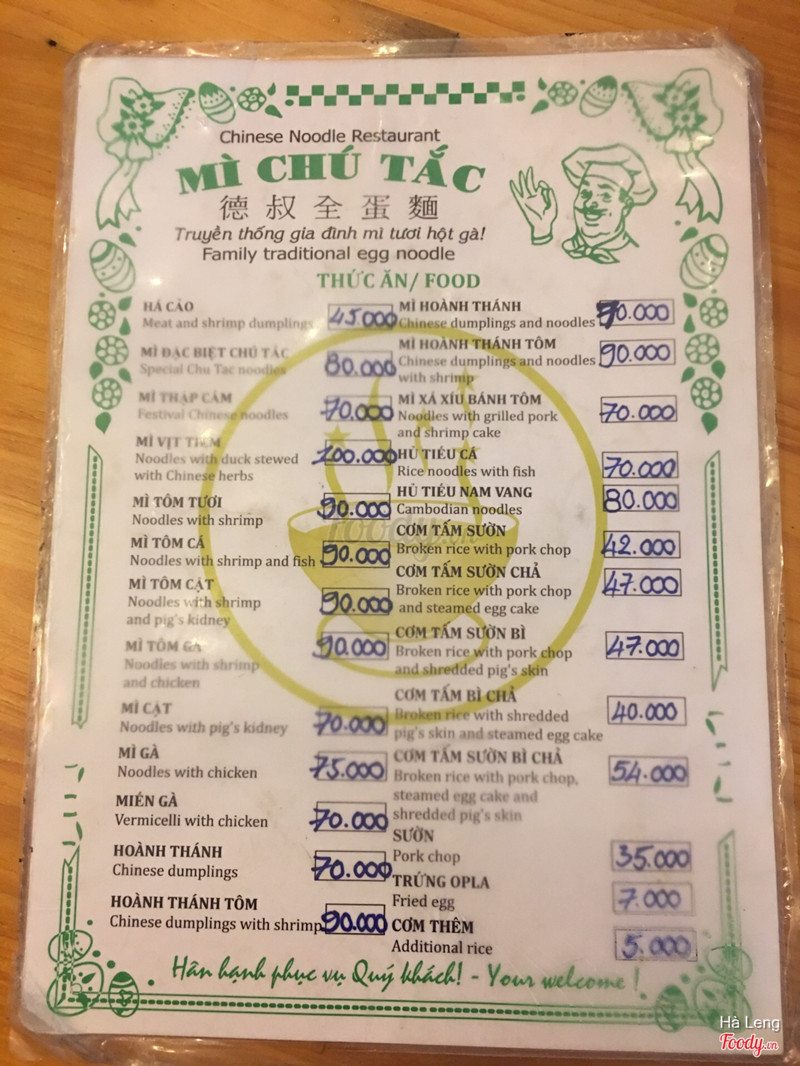 Chinese Noodle Restaurant
MÌ CHÚ TẮC
德叔全蛋麵
Truyền thống gia đình mì tươi hột gà!
Family traditional egg noodle
THỨC ĂN/ FOOD
HÁ CẢO
Meat and shrimp dumplings 45.000
MÌ ĐẶC BIỆT CHÚ TẮC
Special Chu Tac noodles 80.000
MÌ THẬP CẨM
Festival Chinese noodles 70.000
MÌ VỊT TIỀM
Noodles with duck stewed 100.000
with Chinese herbs
MÌ TÔM TƯƠI
Noodles with shrimp 90.000
MÌ TÔM CÁ
Noodles with shrimp and fish 90.000
MÌ TÔM CẬT
Noodles with shrimp 90.000
and pig's kidney
MÌ TÔM GÀ
Noodles with shrimp 90.000
and chicken
MÌ CẬT
Noodles with pig's kidney 70.000
MÌ GÀ
Noodles with chicken 75.000
MIẾN GÀ
Vermicelli with chicken 70.000
HOÀNH THÁNH
Chinese dumplings 70.000
HOÀNH THÁNH TÔM
Chinese dumplings with shrimp 90.000
MÌ HOÀNH THÁNH
Chinese dumplings and noodles 70.000
MÌ HOÀNH THÁNH TÔM
Chinese dumplings and noodles 90.000
with shrimp
MÌ XÁ XÍU BÁNH TÔM
Noodles with grilled pork 70.000
and shrimp cake
HỦ TIẾU CÁ
Rice noodles with fish 70.000
HỦ TIẾU NAM VANG
Cambodian noodles 80.000
CƠM TẤM SƯỜN
Broken rice with pork chop 42.000
CƠM TẤM SƯỜN CHẢ
Broken rice with pork chop 47.000
and steamed egg cake
CƠM TẤM SƯỜN BÌ
Broken rice with pork chop 47.000
and shredded pig's skin
CƠM TẤM BÌ CHẢ
Broken rice with shredded 40.000
pig's skin and steamed egg cake
CƠM TẤM SƯỜN BÌ CHẢ
Broken rice with pork chop, 54.000
steamed egg cake and
shredded pig's skin
SƯỜN
Pork chop 35.000
TRỨNG OPLA
Fried egg 7.000
CƠM THÊM
Additional rice 5.000
Hân hạnh phục vụ Quý khách! - Your welcome !
Hà Leng
Foody.vn